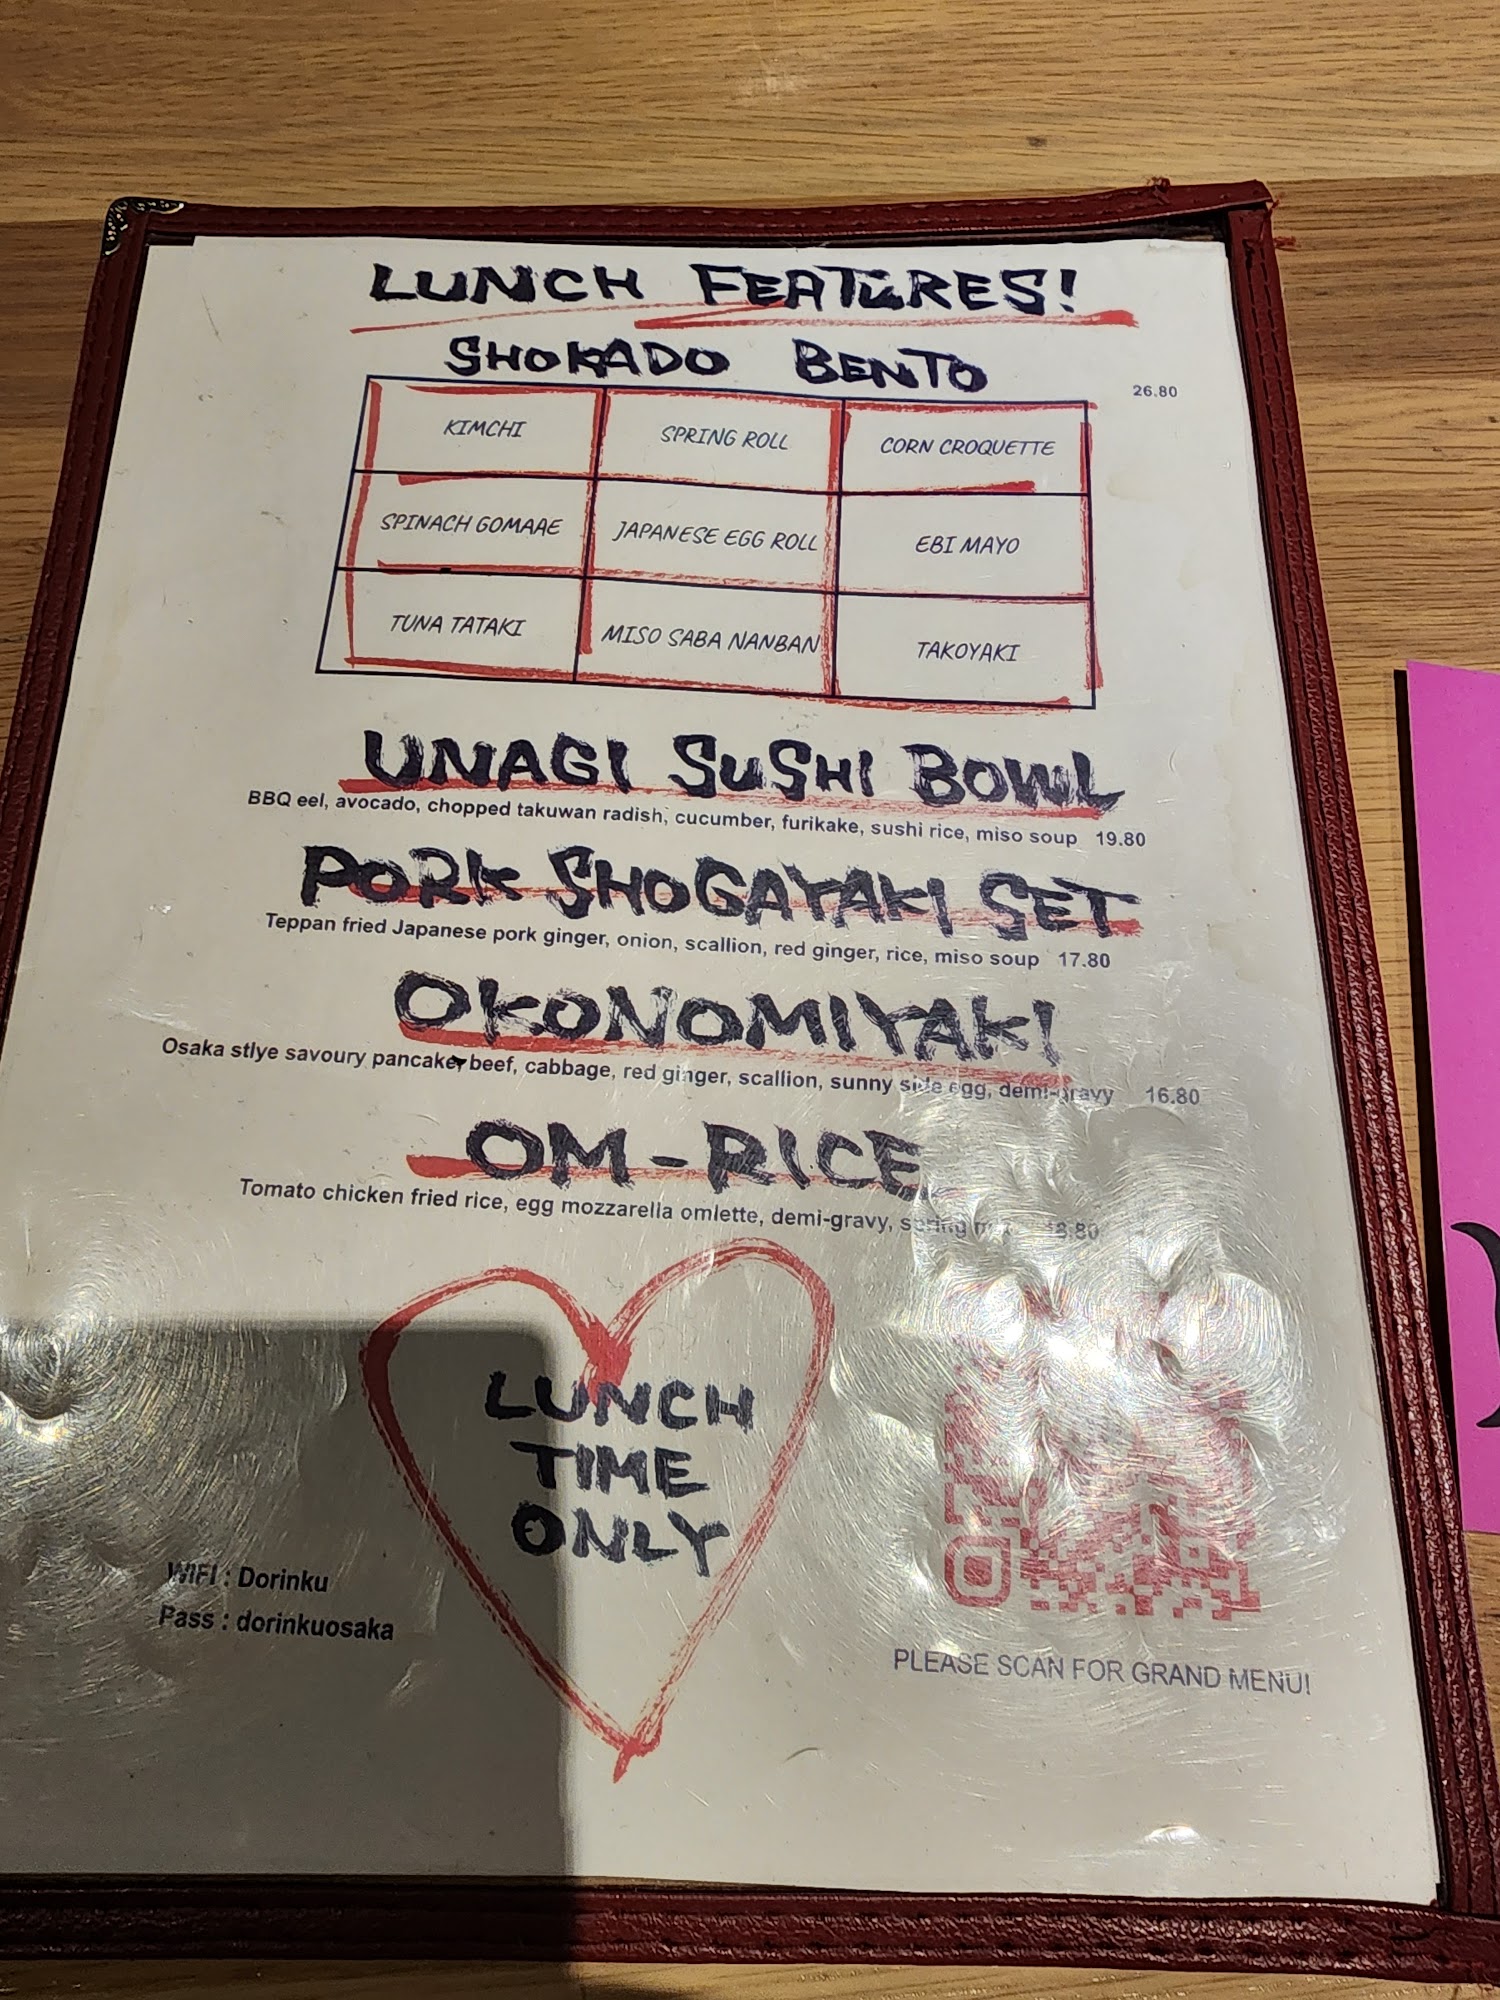 LUNCH FEATURES!
SHOKADO BENTO
26.80
KIMCHI SPRING ROLL CORN CROQUETTE
SPINACH GOMAAE JAPANESE EGG ROLL EBI MAYO
TUNA TATAKI MISO SABA NANBAN TAKOYAKI
UNAGI SUSHI BOWL
BBQ eel, avocado, chopped takuwan radish, cucumber, furikake, sushi rice, miso soup 19.80
PORK SHOGAYAKI SET
Teppan fried Japanese pork ginger, onion, scallion, red ginger, rice, miso soup 17.80
OKONOMIYAKI
Osaka stlye savoury pancake, beef, cabbage, red ginger, scallion, sunny side egg, demi-gravy 16.80
OM-RICE
Tomato chicken fried rice, egg mozzarella omlette, demi-gravy, spring
LUNCH
TIME
ONLY
WIFI : Dorinku
Pass : dorinkuosaka
PLEASE SCAN FOR GRAND MENU!